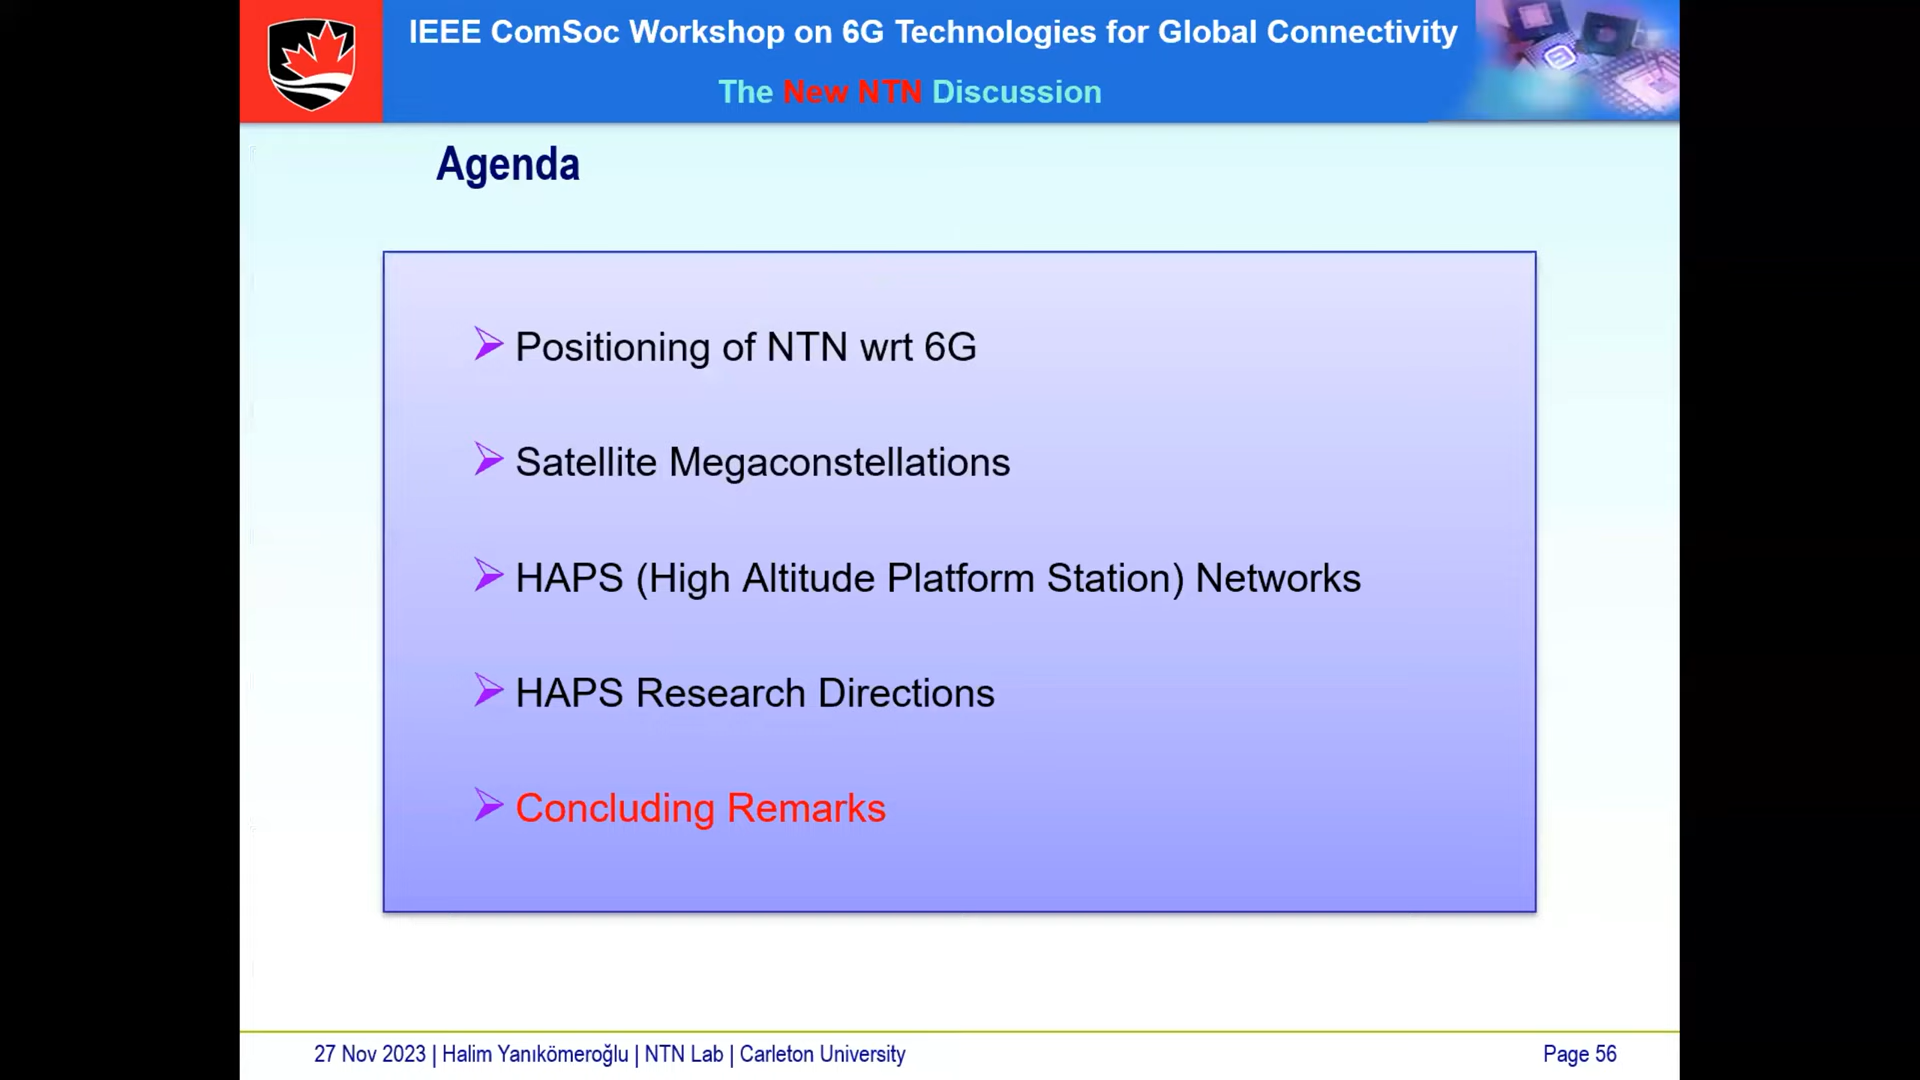 IEEE ComSoc Workshop on 6G Technologies for Global Connectivity
The New NTN Discussion
Agenda
Positioning of NTN wrt 6G
Satellite Megaconstellations
HAPS (High Altitude Platform Station) Networks
HAPS Research Directions
Concluding Remarks
27 Nov 2023 | Halim Yanıkömeroğlu | NTN Lab | Carleton University
Page 56